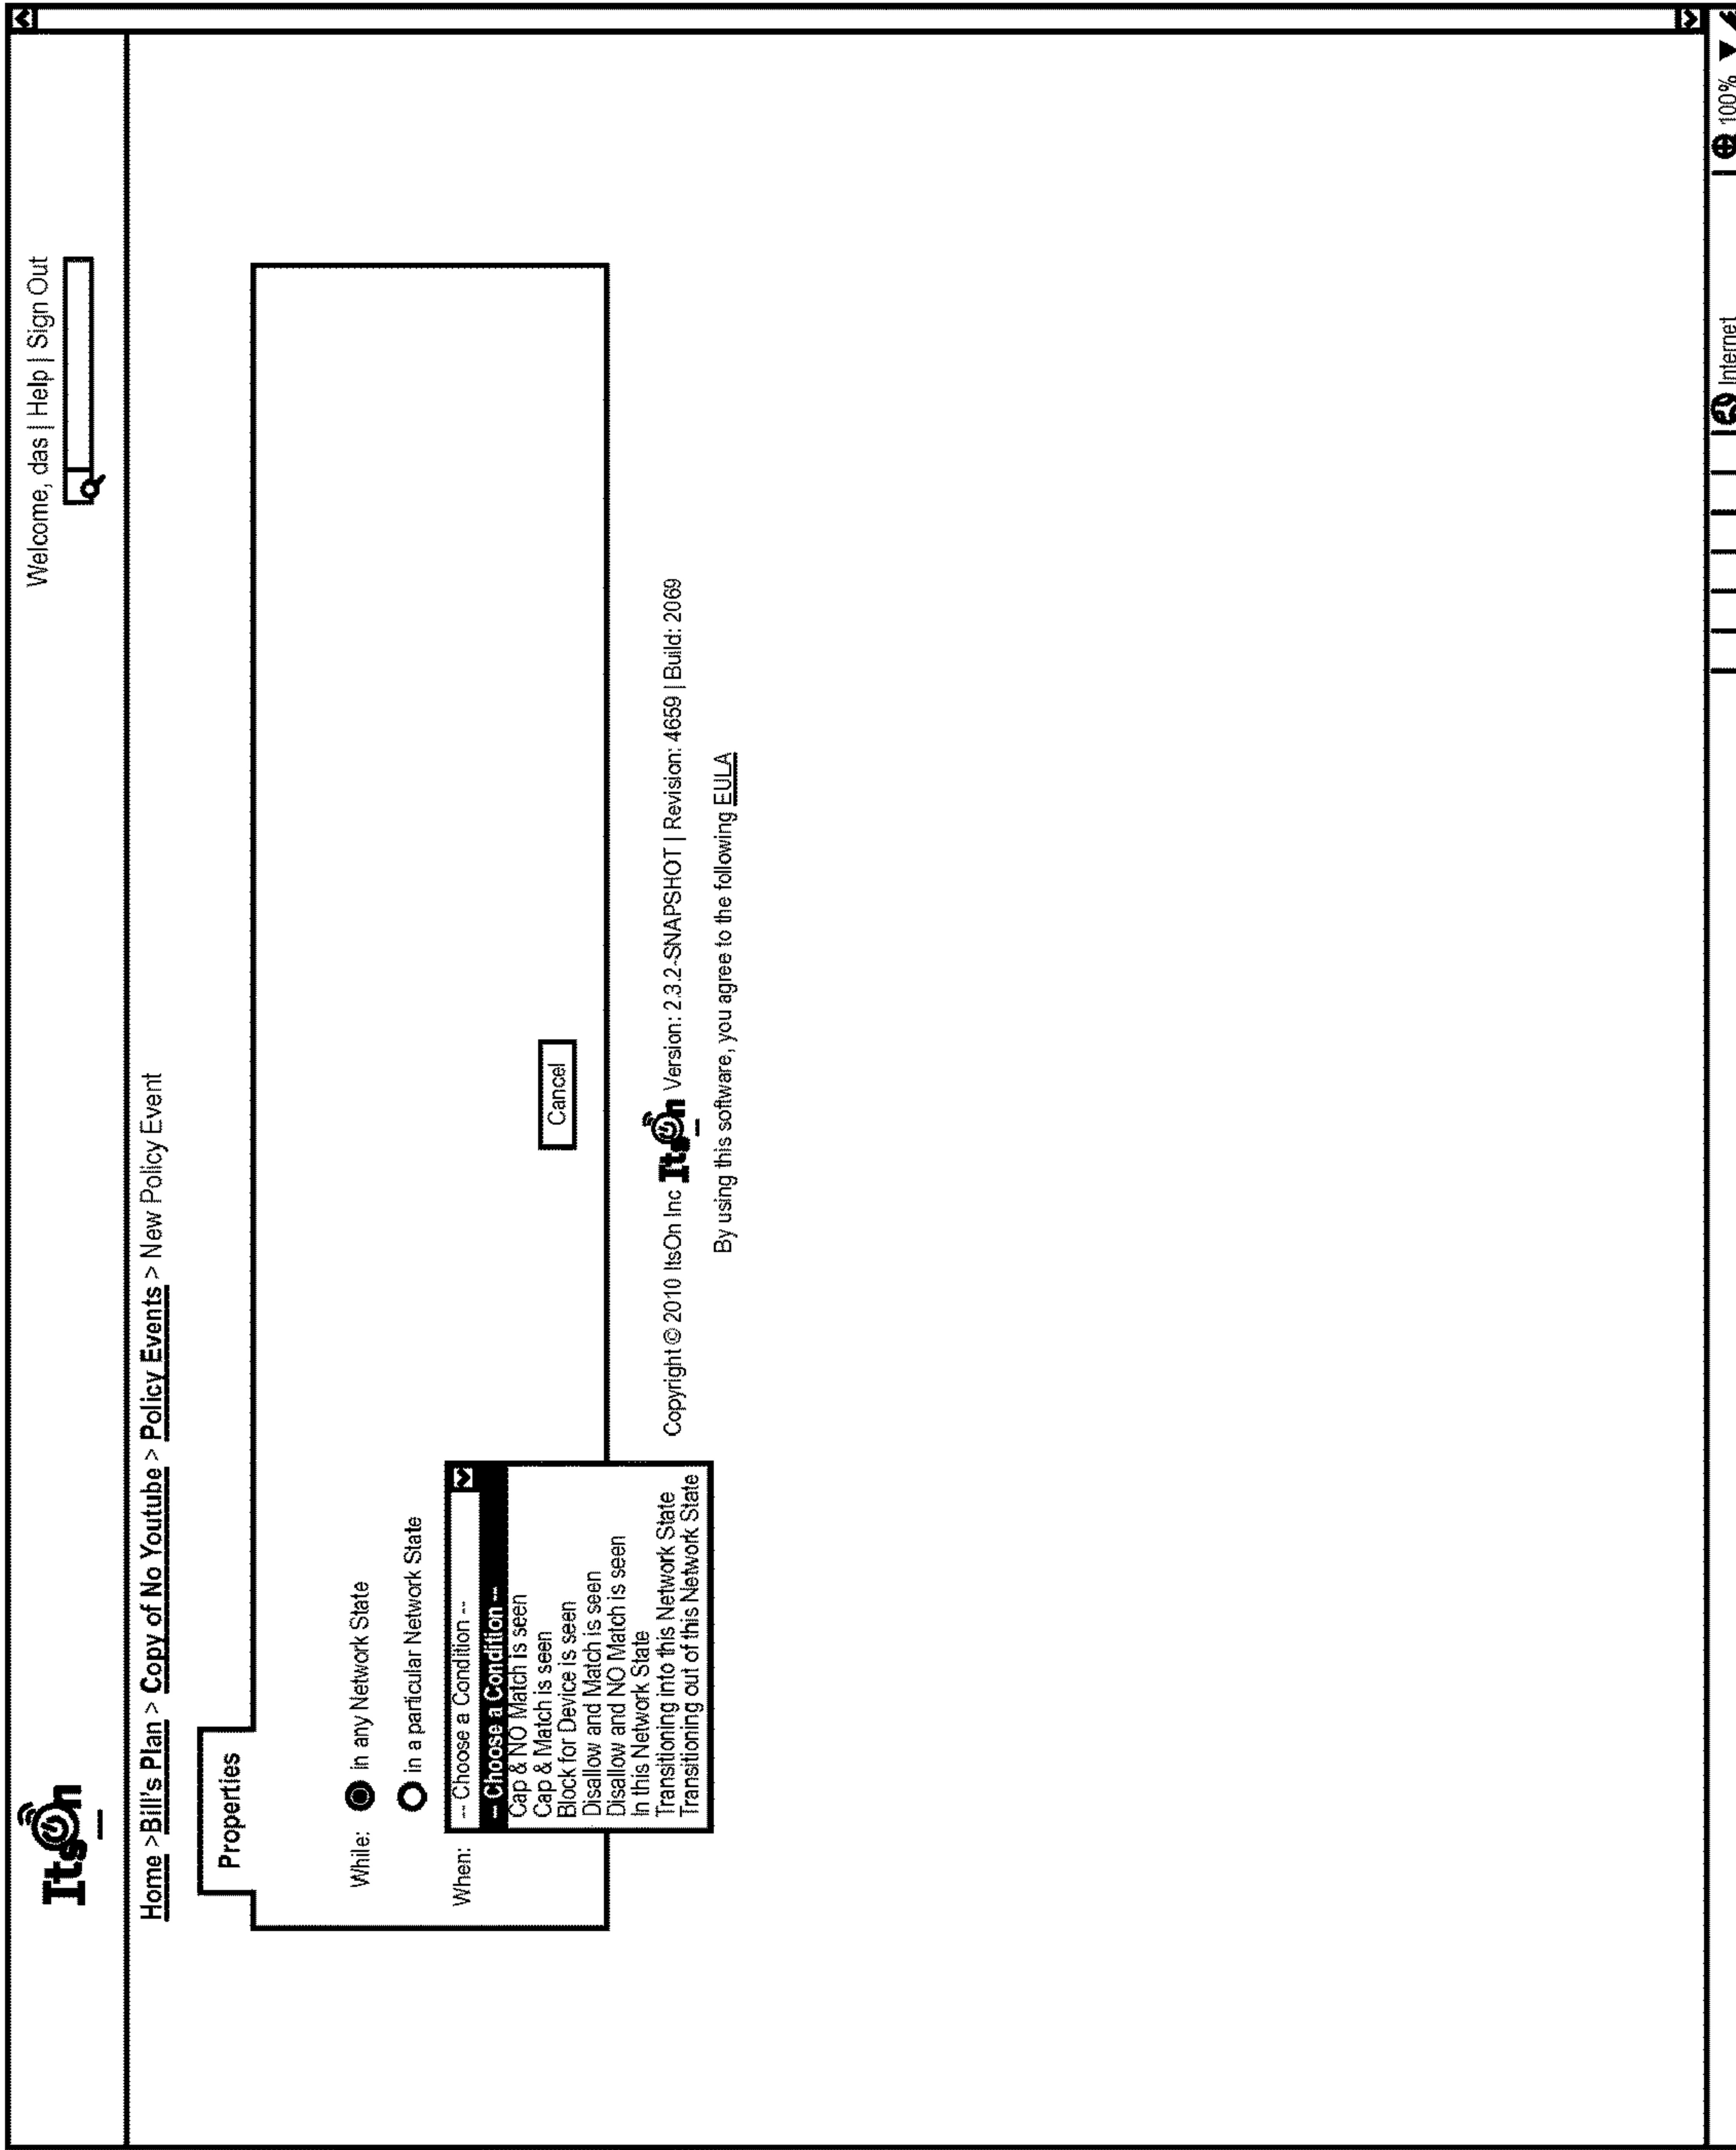 ItsOn
Welcome, das | Help | Sign Out
Home >Bill's Plan > Copy of No Youtube > Policy Events > New Policy Event
Properties
While: in any Network State
in a particular Network State
When: -- Choose a Condition --
-- Choose a Condition --
Cap & NO Match is seen
Cap & Match is seen
Block for Device is seen
Disallow and Match is seen
Disallow and NO Match is seen
In this Network State
Transitioning into this Network State
Transitioning out of this Network State
Cancel
Copyright © 2010 ItsOn Inc ItsOn Version: 2.3.2-SNAPSHOT | Revision: 4659 | Build: 2069
By using this software, you agree to the following EULA
Internet 100%